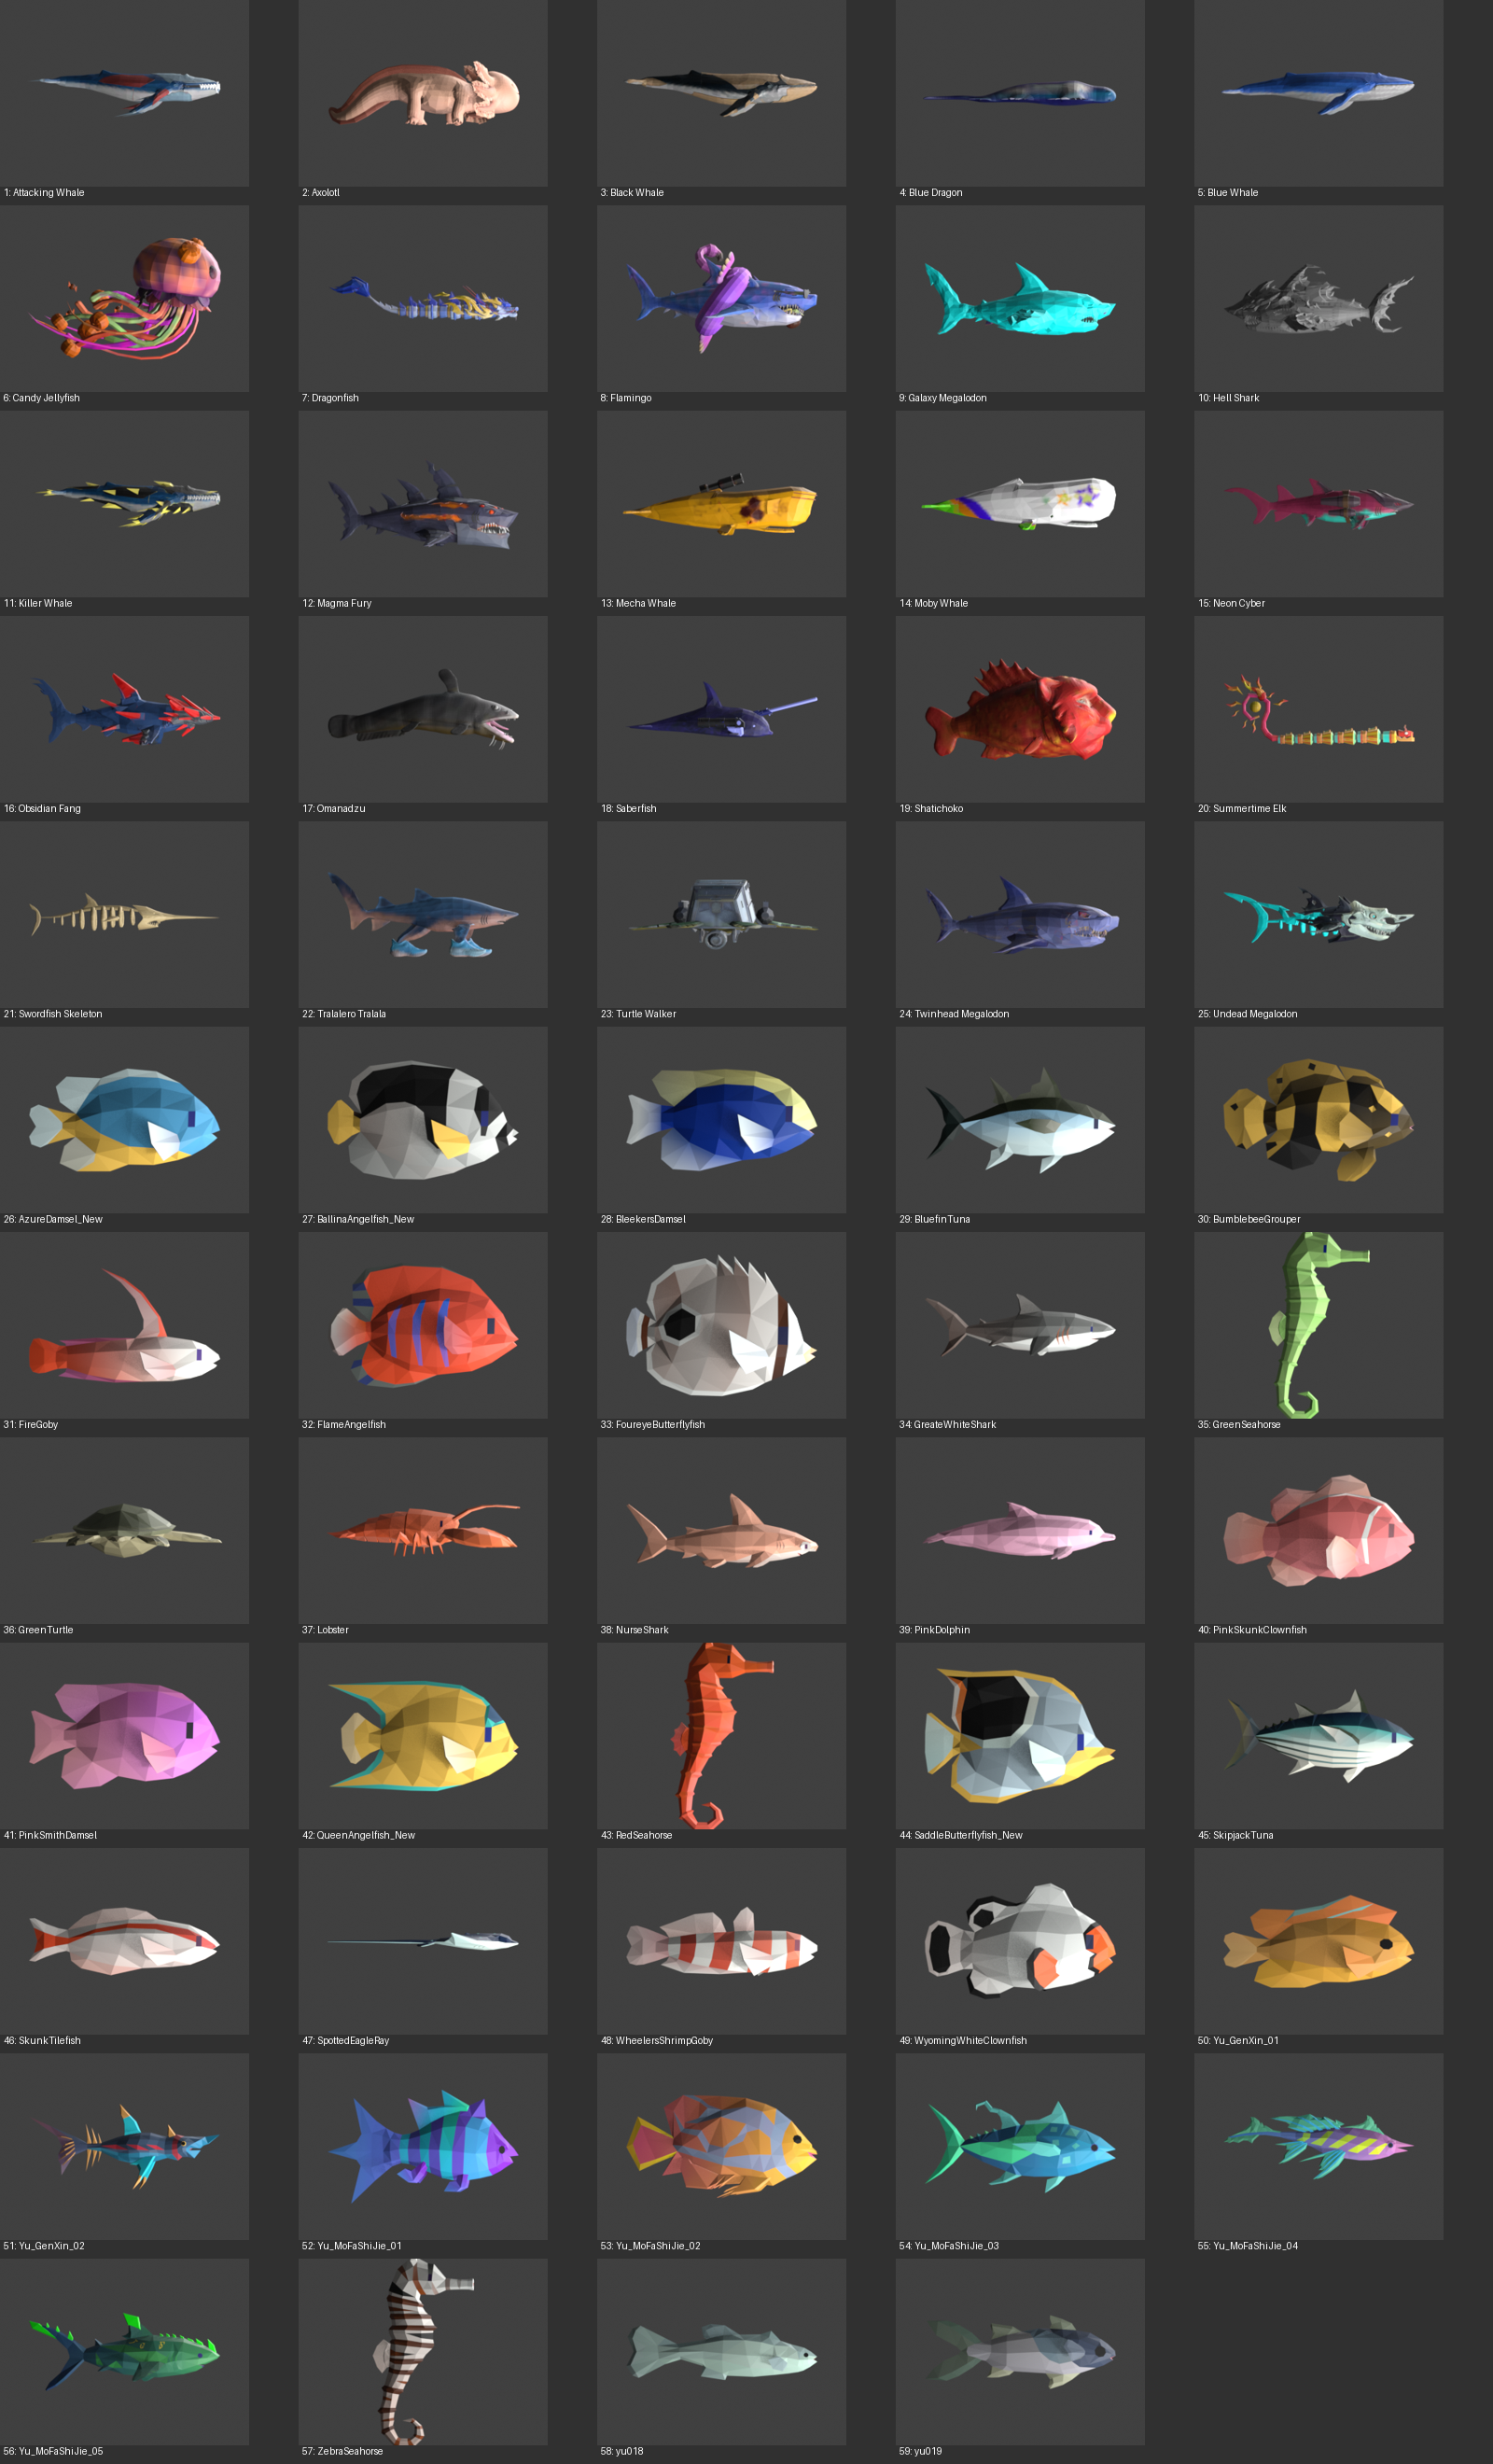 1: Attacking Whale
2: Axolotl
3: Black Whale
4: Blue Dragon
5: Blue Whale
6: Candy Jellyfish
7: Dragonfish
8: Flamingo
9: Galaxy Megalodon
10: Hell Shark
11: Killer Whale
12: Magma Fury
13: Mecha Whale
14: Moby Whale
15: Neon Cyber
16: Obsidian Fang
17: Omanadzu
18: Saberfish
19: Shatichoko
20: Summertime Elk
21: Swordfish Skeleton
22: Tralalero Tralala
23: Turtle Walker
24: Twinhead Megalodon
25: Undead Megalodon
26: AzureDamsel_New
27: BallinaAngelfish_New
28: BleekersDamsel
29: BluefinTuna
30: BumblebeeGrouper
31: FireGoby
32: FlameAngelfish
33: FoureyeButterflyfish
34: GreateWhiteShark
35: GreenSeahorse
36: GreenTurtle
37: Lobster
38: NurseShark
39: PinkDolphin
40: PinkSkunkClownfish
41: PinkSmithDamsel
42: QueenAngelfish_New
43: RedSeahorse
44: SaddleButterflyfish_New
45: SkipjackTuna
46: SkunkTilefish
47: SpottedEagleRay
48: WheelersShrimpGoby
49: WyomingWhiteClownfish
50: Yu_GenXin_01
51: Yu_GenXin_02
52: Yu_MoFaShiJie_01
53: Yu_MoFaShiJie_02
54: Yu_MoFaShiJie_03
55: Yu_MoFaShiJie_04
56: Yu_MoFaShiJie_05
57: ZebraSeahorse
58: yu018
59: yu019